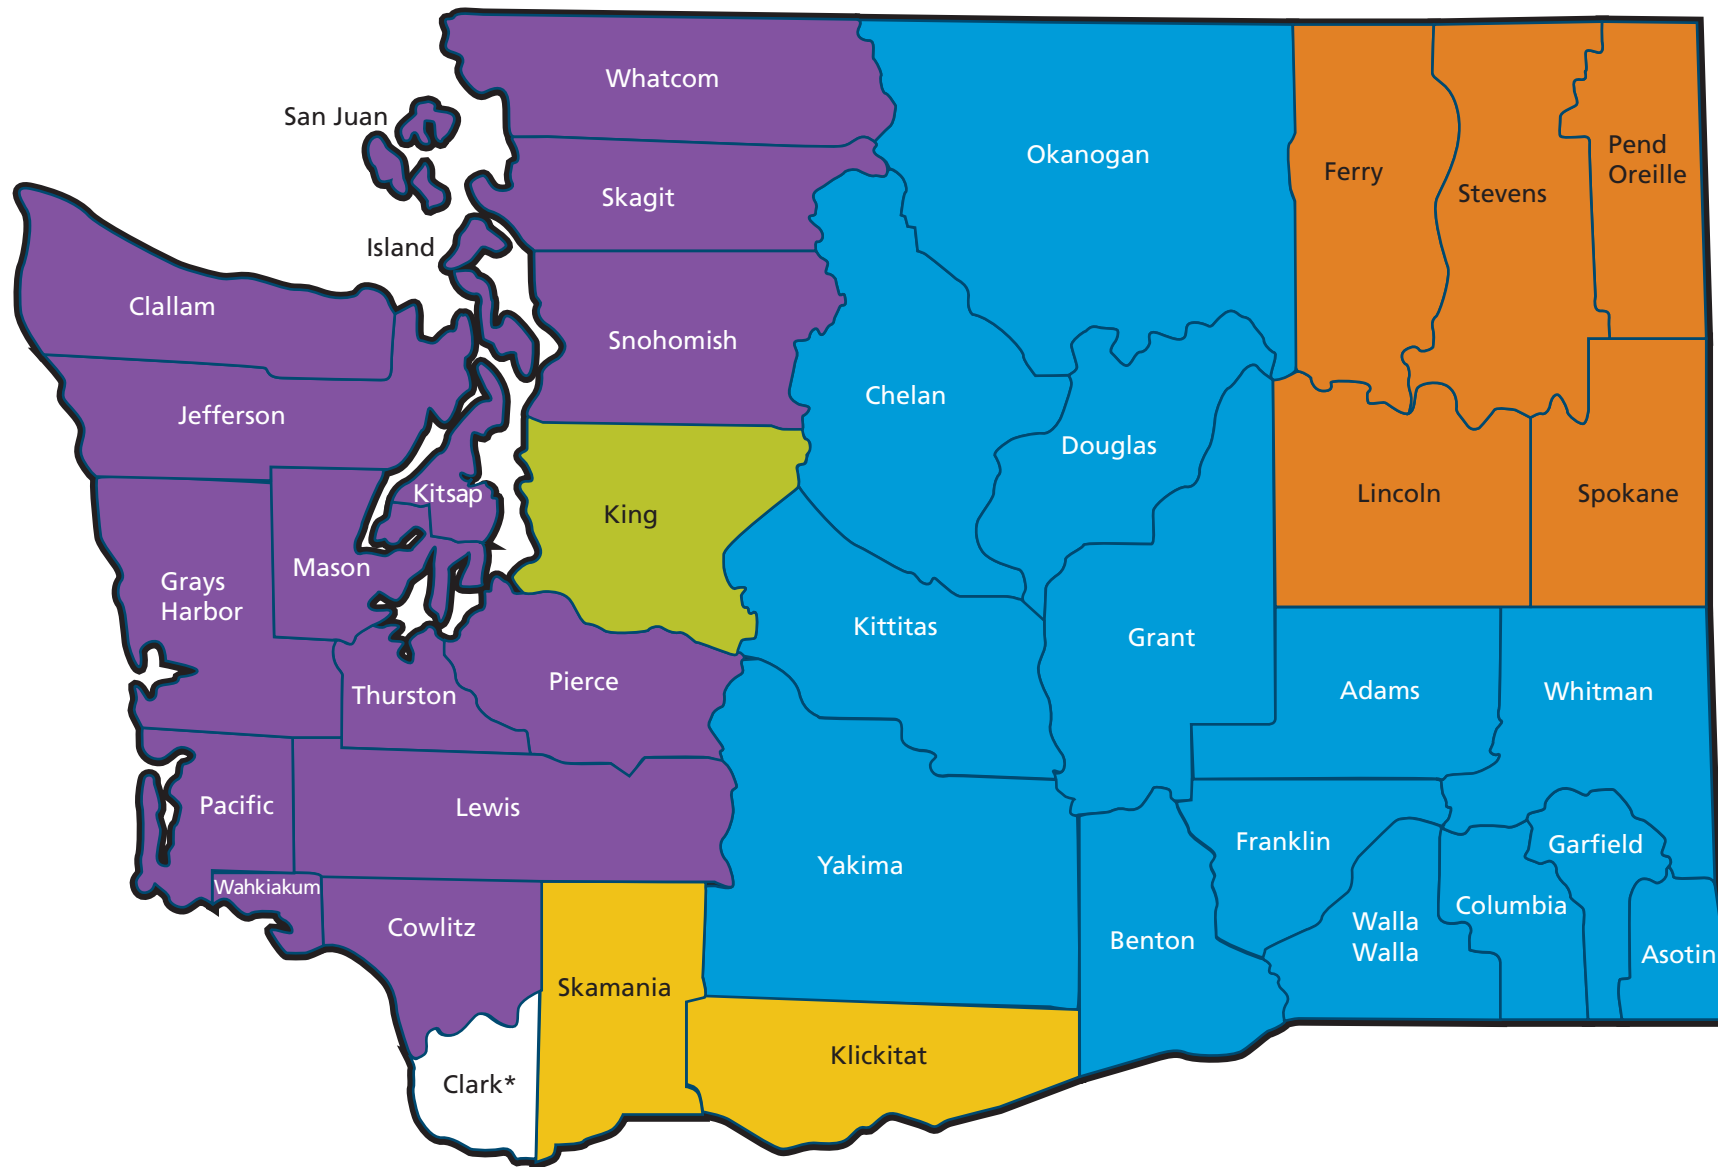 Whatcom
San Juan
Okanogan
Pend
Oreille
Ferry
Stevens
Skagit
Island
Clallam
Snohomish
Chelan
Jefferson
Douglas
Kitsap
Lincoln
Spokane
King
Mason
Grays
Harbor
Kittitas
Grant
Pierce
Thurston
Adams
Whitman
Pacific
Lewis
Franklin
Garfield
Yakima
Wahkiakum
Columbia
Cowlitz
Walla
Walla
Benton
Asotin
Skamania
Klickitat
Clark*